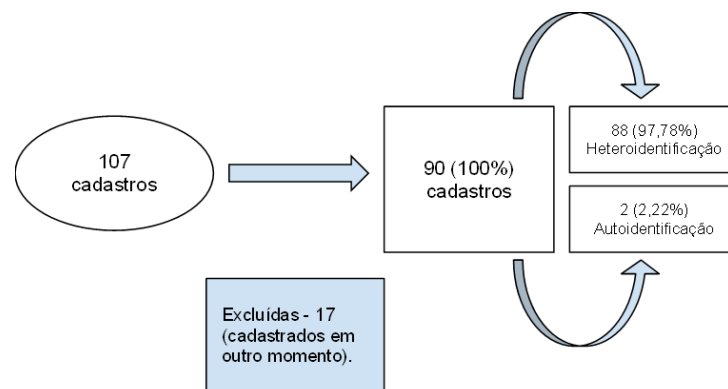 107
cadastros
90 (100%)
cadastros
88 (97,78%)
Heteroidentificação
2 (2,22%)
Autoidentificação
Excluídas - 17
(cadastrados em
outro momento).